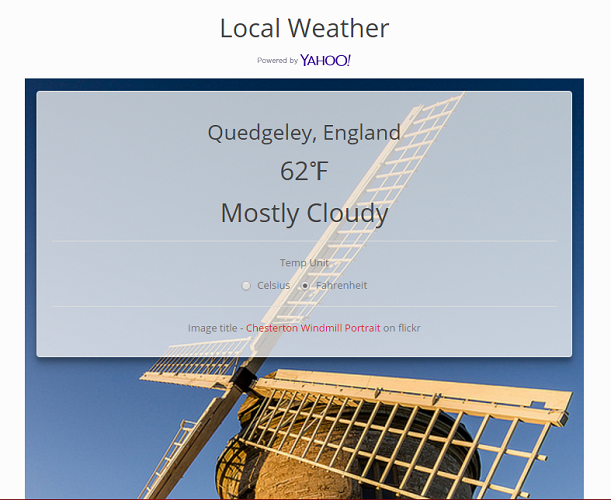 Local Weather
Powered by YAHOO!
Quedgeley, England
62°F
Mostly Cloudy
Temp Unit
Celsius Fahrenheit
Image title - Chesterton Windmill Portrait on flickr